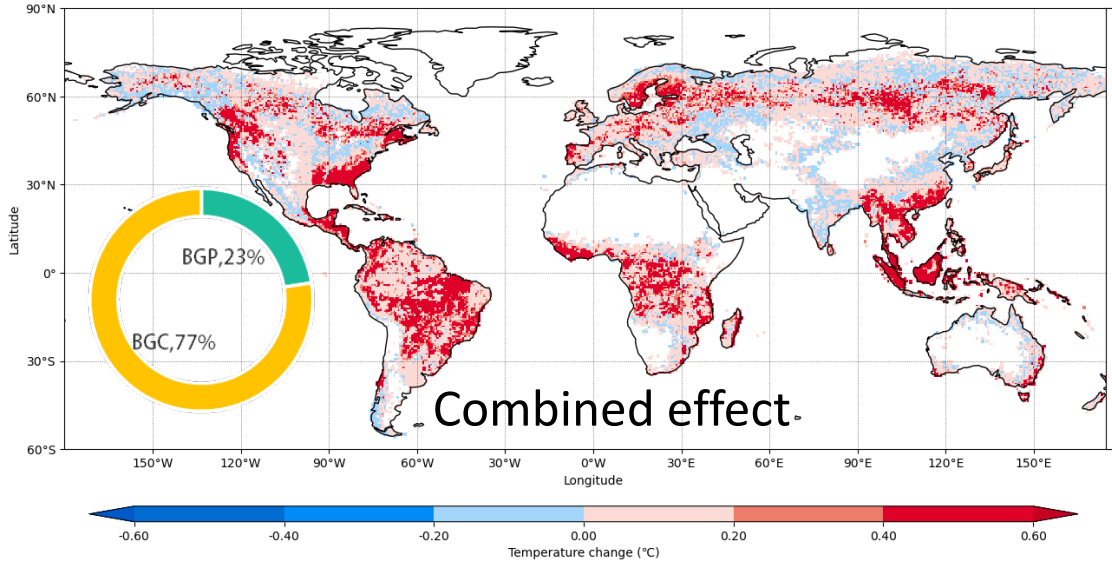 90°N
60°N
30°N
0°
30°S
60°S
Latitude
BGP,23%
BGC,77%
Combined effect
150°W 120°W 90°W 60°W 30°W 0°W 30°E 60°E 90°E 120°E 150°E
Longitude
-0.60 -0.40 -0.20 0.00 0.20 0.40 0.60
Temperature change (℃)